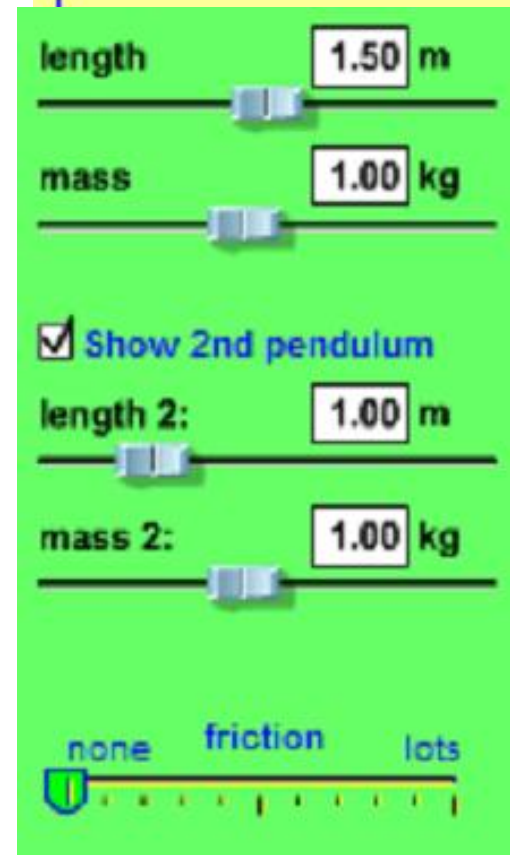 length 1.50 m
mass 1.00 kg
Show 2nd pendulum
length 2: 1.00 m
mass 2: 1.00 kg
friction
none lots